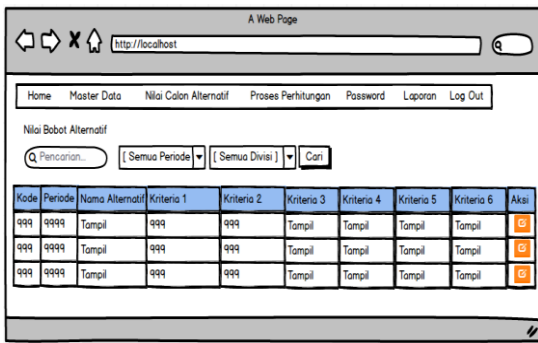 A Web Page
http://localhost
Home Master Data Nilai Calon Alternatif Proses Perhitungan Password Laporan Log Out
Nilai Bobot Alternatif
Pencarian... [ Semua Periode ] [ Semua Divisi ] Cari
Kode Periode Nama Alternatif Kriteria 1 Kriteria 2 Kriteria 3 Kriteria 4 Kriteria 5 Kriteria 6 Aksi
999 9999 Tampil 999 999 Tampil Tampil Tampil Tampil
999 9999 Tampil 999 999 Tampil Tampil Tampil Tampil
999 9999 Tampil 999 999 Tampil Tampil Tampil Tampil